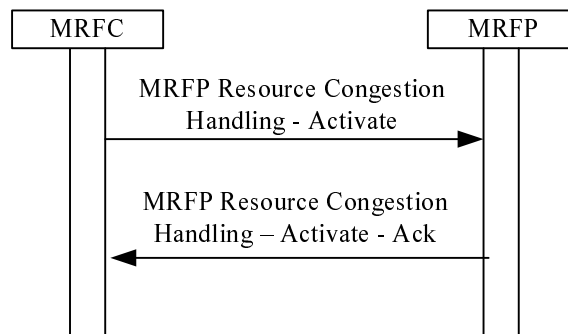 MRFC
MRFP
MRFP Resource Congestion
Handling - Activate
MRFP Resource Congestion
Handling – Activate - Ack